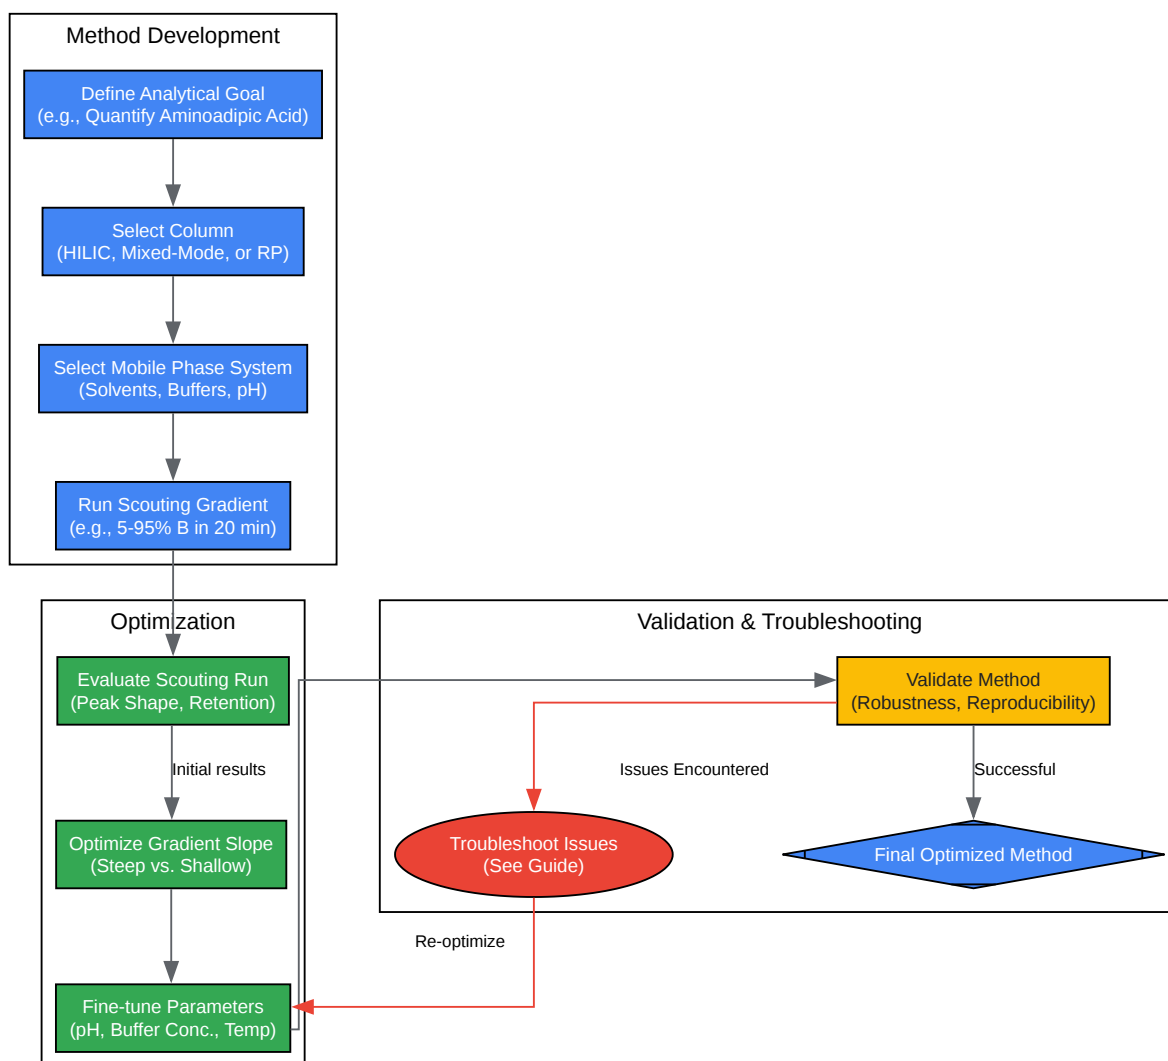 Method Development
Define Analytical Goal
(e.g., Quantify Aminoadipic Acid)
Select Column
(HILIC, Mixed-Mode, or RP)
Select Mobile Phase System
(Solvents, Buffers, pH)
Run Scouting Gradient
(e.g., 5-95% B in 20 min)
Optimization
Evaluate Scouting Run
(Peak Shape, Retention)
Initial results
Optimize Gradient Slope
(Steep vs. Shallow)
Fine-tune Parameters
(pH, Buffer Conc., Temp)
Validation & Troubleshooting
Validate Method
(Robustness, Reproducibility)
Issues Encountered
Successful
Troubleshoot Issues
(See Guide)
Final Optimized Method
Re-optimize